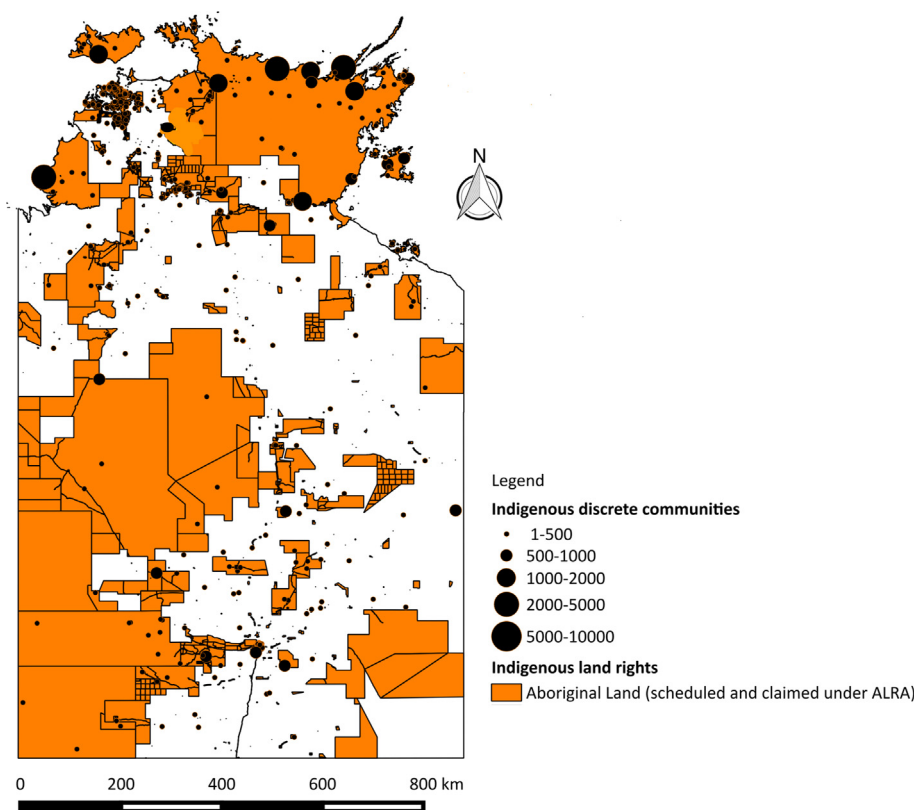 N
Legend
Indigenous discrete communities
1-500
500-1000
1000-2000
2000-5000
5000-10000
Indigenous land rights
Aboriginal Land (scheduled and claimed under ALRA)
0 200 400 600 800 km